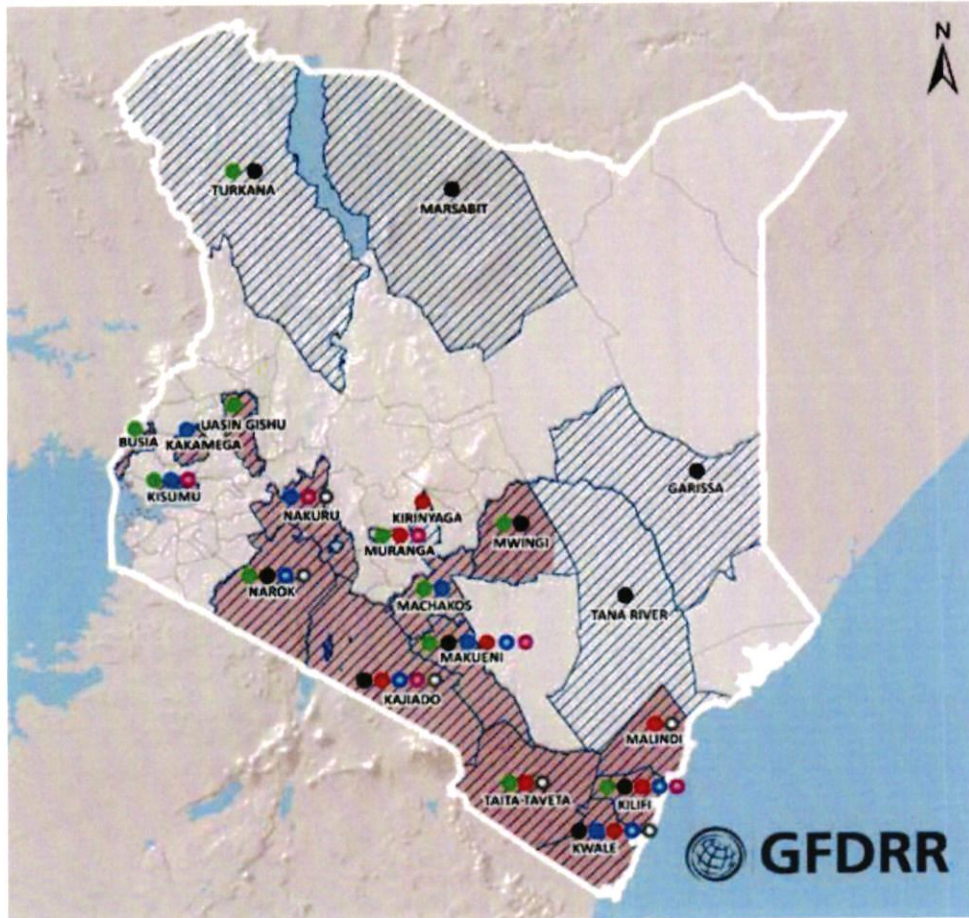 N
TURKANA
MARSABIT
UASIN GISHU
BUSIA
KAKAMEGA
KISUMU
NAKURU
KIRINYAGA
MURANGA
MWINGI
GARISSA
NAROK
MACHAKOS
TANA RIVER
MAKUENI
KAJIADO
MALINDI
TAITA-TAVETA
KILIFI
KWALE
GFDRR